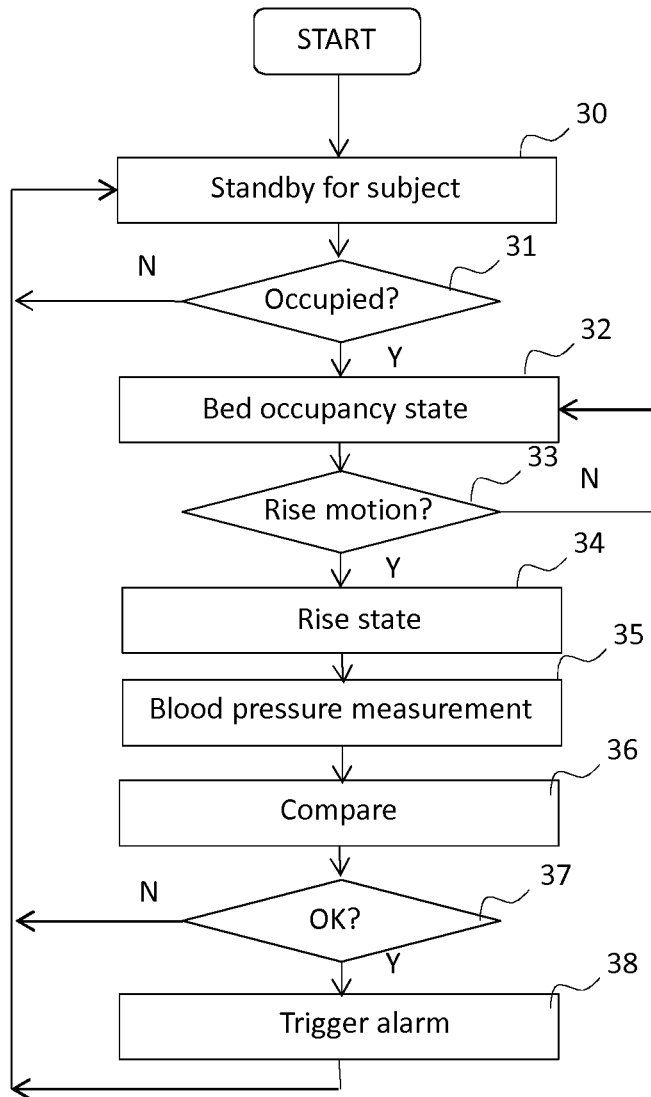 START
30
Standby for subject
31
N
Occupied?
32
Y
Bed occupancy state
33
N
Rise motion?
34
Y
Rise state
35
Blood pressure measurement
36
Compare
37
N
OK?
Y
38
Trigger alarm